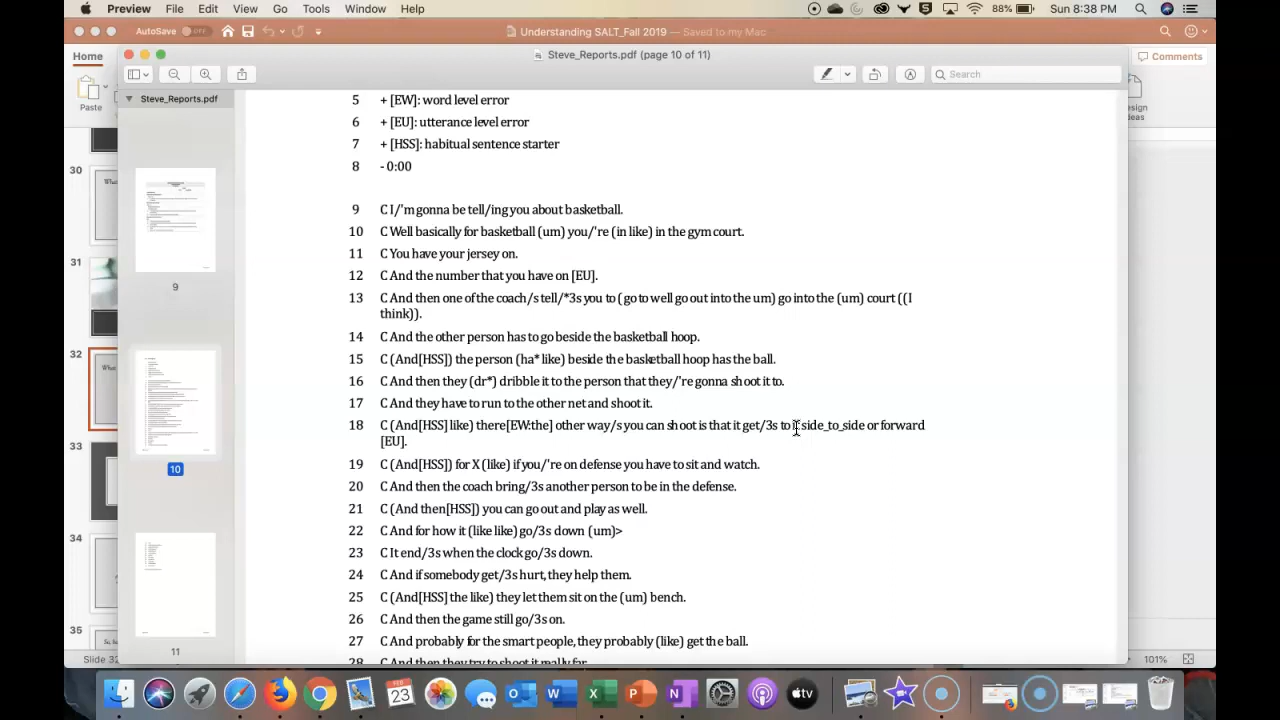 Preview File Edit View Go Tools Window Help 88% Sun 8:38 PM
AutoSave OFF Understanding SALT_Fall 2019 — Saved to my Mac
Steve_Reports.pdf (page 10 of 11)
Home Comments
Search
Paste
Steve_Reports.pdf
5 + [EW]: word level error
6 + [EU]: utterance level error
7 + [HSS]: habitual sentence starter
8 - 0:00
9 C I/'m gonna be tell/ing you about basketball.
10 C Well basically for basketball (um) you/'re (in like) in the gym court.
11 C You have your jersey on.
12 C And the number that you have on [EU].
13 C And then one of the coach/s tell/*3s you to (go to well go out into the um) go into the (um) court ((I
think)).
14 C And the other person has to go beside the basketball hoop.
15 C (And[HSS]) the person (ha* like) beside the basketball hoop has the ball.
16 C And then they (dr*) dribble it to the person that they/'re gonna shoot it to.
17 C And they have to run to the other net and shoot it.
18 C (And[HSS] like) there[EW:the] other way/s you can shoot is that it get/3s to side_to_side or forward
[EU].
19 C (And[HSS]) for X (like) if you/'re on defense you have to sit and watch.
20 C And then the coach bring/3s another person to be in the defense.
21 C (And then[HSS]) you can go out and play as well.
22 C And for how it (like like) go/3s down (um)>
23 C It end/3s when the clock go/3s down.
24 C And if somebody get/3s hurt, they help them.
25 C (And[HSS] the like) they let them sit on the (um) bench.
26 C And then the game still go/3s on.
27 C And probably for the smart people, they probably (like) get the ball.
28 C And then they try to shoot it really far.
30
31
32
33
34
35
9
10
11
Slide 32
101%
FEB
23
tv